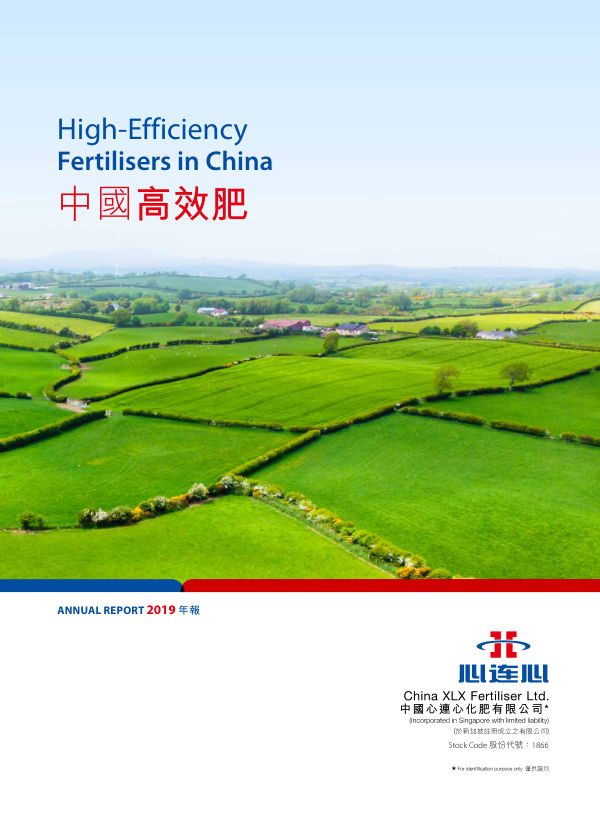 High-Efficiency
Fertilisers in China
中國高效肥
ANNUAL REPORT 2019 年報
心连心
China XLX Fertiliser Ltd.
中國心連心化肥有限公司*
(Incorporated in Singapore with limited liability)
(於新加坡註冊成立之有限公司)
Stock Code 股份代號：1866
* For identification purpose only 僅供識別